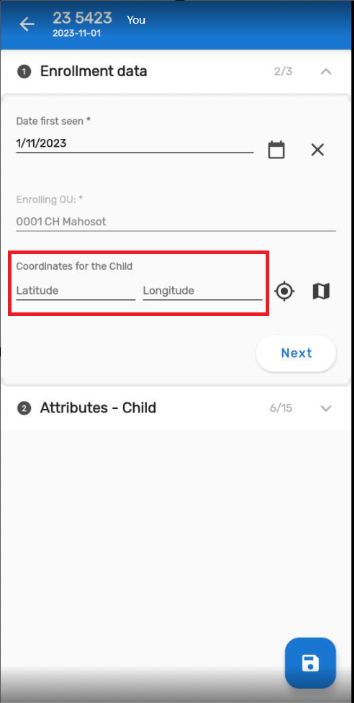 23 5423 You
2023-11-01
1 Enrollment data 2/3
Date first seen *
1/11/2023
Enrolling OU: *
0001 CH Mahosot
Coordinates for the Child
Latitude Longitude
Next
2 Attributes - Child 6/15